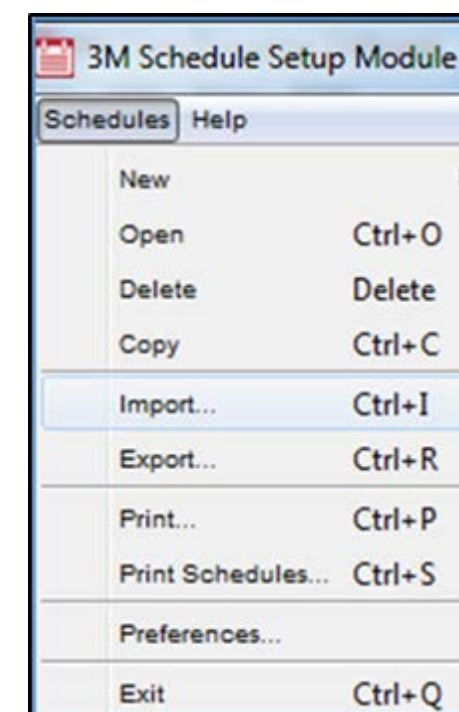 3M Schedule Setup Module
Schedules Help
New
Open Ctrl+O
Delete Delete
Copy Ctrl+C
Import... Ctrl+I
Export... Ctrl+R
Print... Ctrl+P
Print Schedules... Ctrl+S
Preferences...
Exit Ctrl+Q